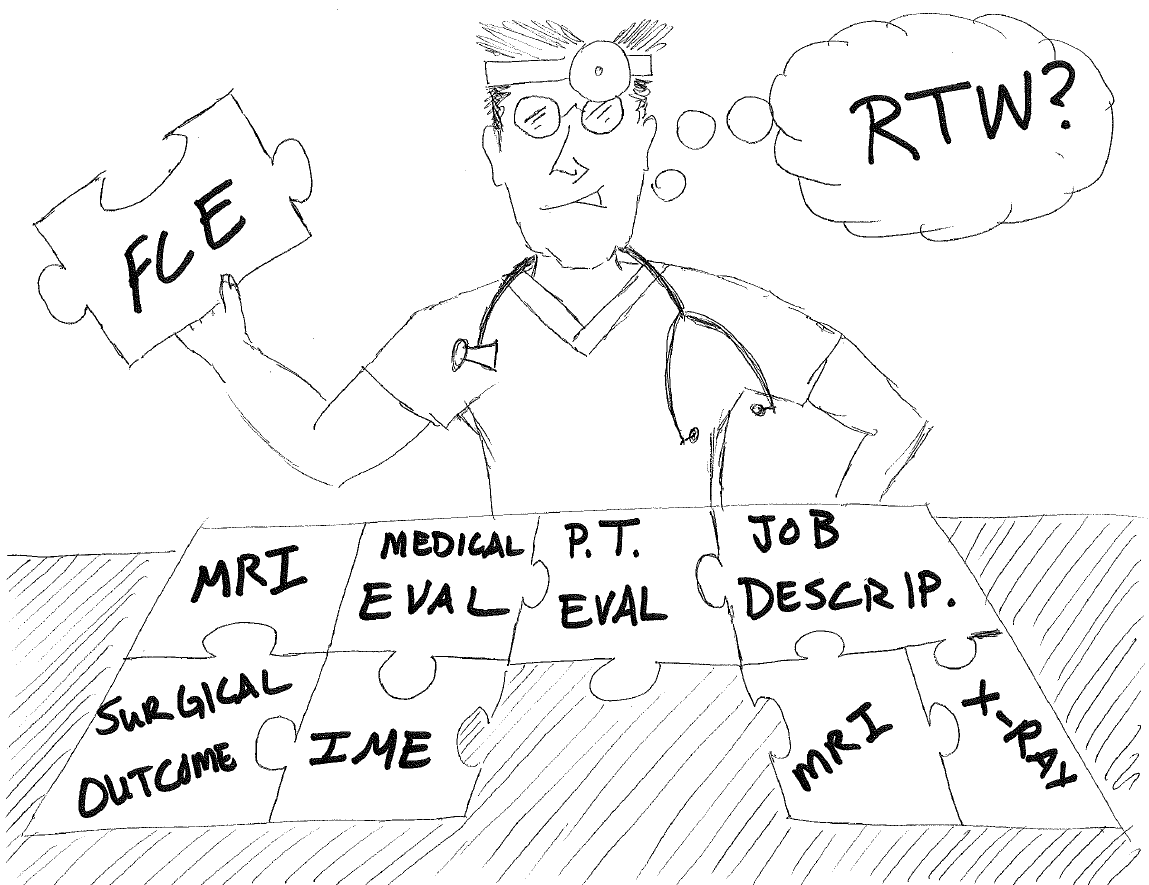 RTW?
FCE
MRI
MEDICAL
EVAL
P.T.
EVAL
JOB
DESCRIP.
SURGICAL
OUTCOME
IME
MRI
X-RAY